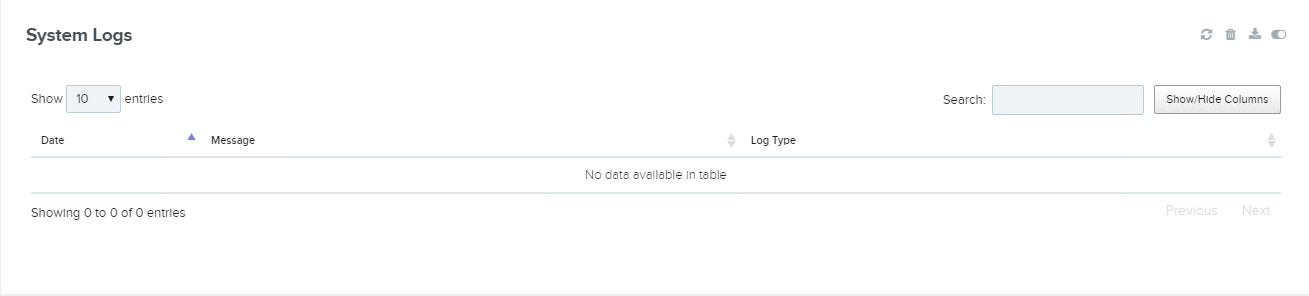 System Logs
Show 10 entries
Search: Show/Hide Columns
Date Message Log Type
No data available in table
Showing 0 to 0 of 0 entries
Previous Next